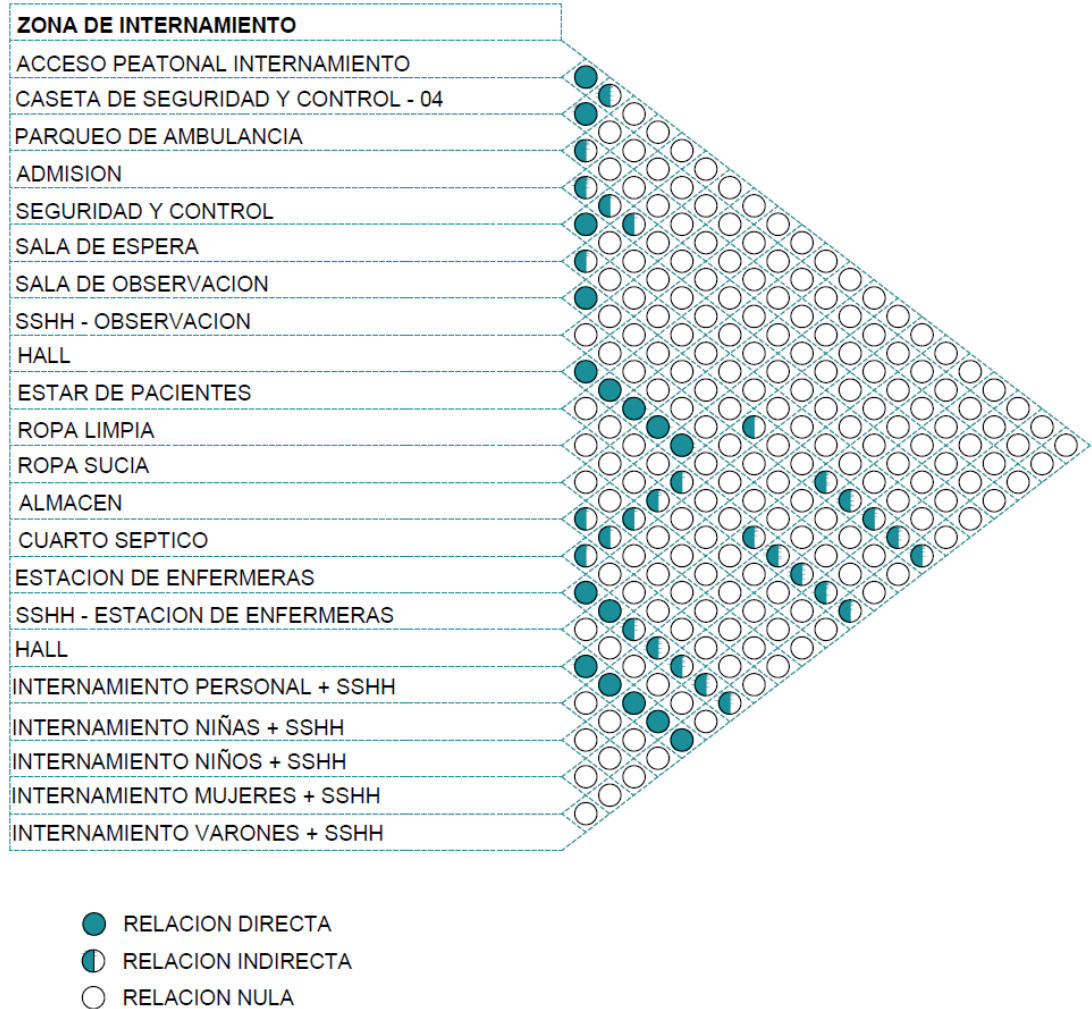 ZONA DE INTERNAMIENTO
ACCESO PEATONAL INTERNAMIENTO
CASETA DE SEGURIDAD Y CONTROL - 04
PARQUEO DE AMBULANCIA
ADMISION
SEGURIDAD Y CONTROL
SALA DE ESPERA
SALA DE OBSERVACION
SSHH - OBSERVACION
HALL
ESTAR DE PACIENTES
ROPA LIMPIA
ROPA SUCIA
ALMACEN
CUARTO SEPTICO
ESTACION DE ENFERMERAS
SSHH - ESTACION DE ENFERMERAS
HALL
INTERNAMIENTO PERSONAL + SSHH
INTERNAMIENTO NIÑAS + SSHH
INTERNAMIENTO NIÑOS + SSHH
INTERNAMIENTO MUJERES + SSHH
INTERNAMIENTO VARONES + SSHH
RELACION DIRECTA
RELACION INDIRECTA
RELACION NULA